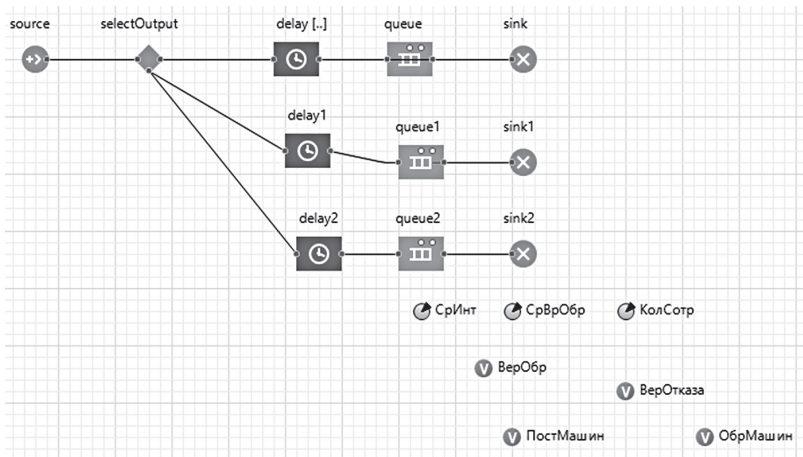 source selectOutput delay [..] queue sink
delay1 queue1 sink1
delay2 queue2 sink2
СрИнт СрВрОбр КолСотр
ВерОбр
ВерОтказа
ПостМашин ОбрМашин